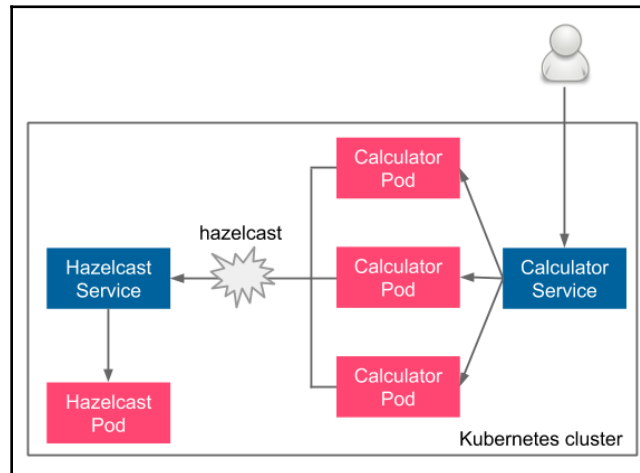 Calculator
Pod
hazelcast
Hazelcast
Service
Calculator
Pod
Calculator
Service
Hazelcast
Pod
Calculator
Pod
Kubernetes cluster